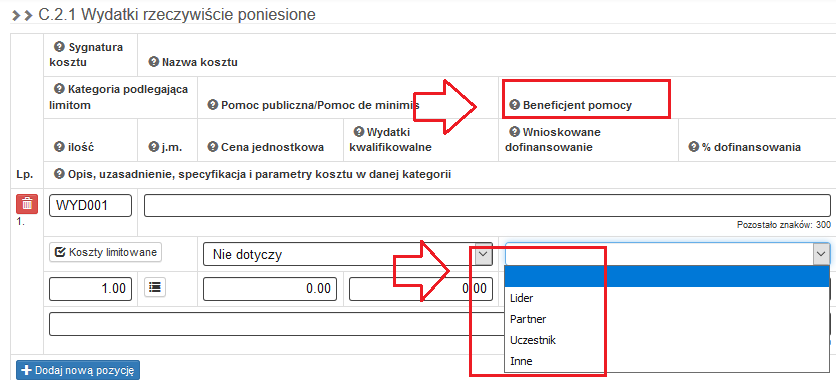 C.2.1 Wydatki rzeczywiście poniesione
Sygnatura kosztu
Nazwa kosztu
Kategoria podlegająca limitom
Pomoc publiczna/Pomoc de minimis
Beneficjent pomocy
ilość
j.m.
Cena jednostkowa
Wydatki kwalifikowalne
Wnioskowane dofinansowanie
% dofinansowania
Lp.
Opis, uzasadnienie, specyfikacja i parametry kosztu w danej kategorii
1.
WYD001
Pozostało znaków: 300
Koszty limitowane
Nie dotyczy
1.00
0.00
0.00
Lider
Partner
Uczestnik
Inne
Dodaj nową pozycję